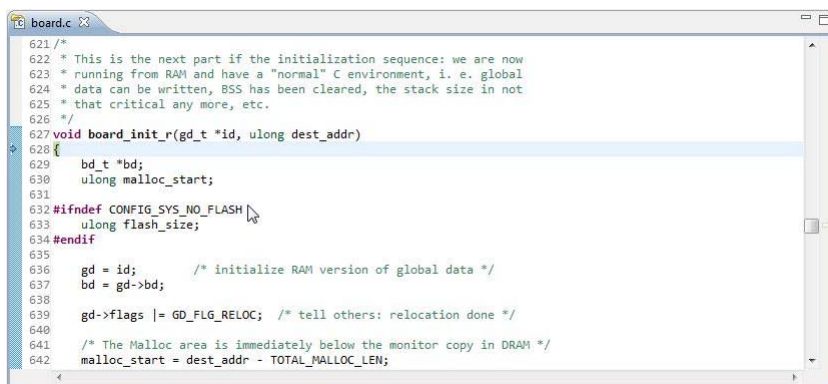 board.c
621 /*
622 * This is the next part if the initialization sequence: we are now
623 * running from RAM and have a "normal" C environment, i. e. global
624 * data can be written, BSS has been cleared, the stack size in not
625 * that critical any more, etc.
626 */
627 void board_init_r(gd_t *id, ulong dest_addr)
628 {
629 bd_t *bd;
630 ulong malloc_start;
631
632 #ifndef CONFIG_SYS_NO_FLASH
633 ulong flash_size;
634 #endif
635
636 gd = id; /* initialize RAM version of global data */
637 bd = gd->bd;
638
639 gd->flags |= GD_FLG_RELOC; /* tell others: relocation done */
640
641 /* The Malloc area is immediately below the monitor copy in DRAM */
642 malloc_start = dest_addr - TOTAL_MALLOC_LEN;